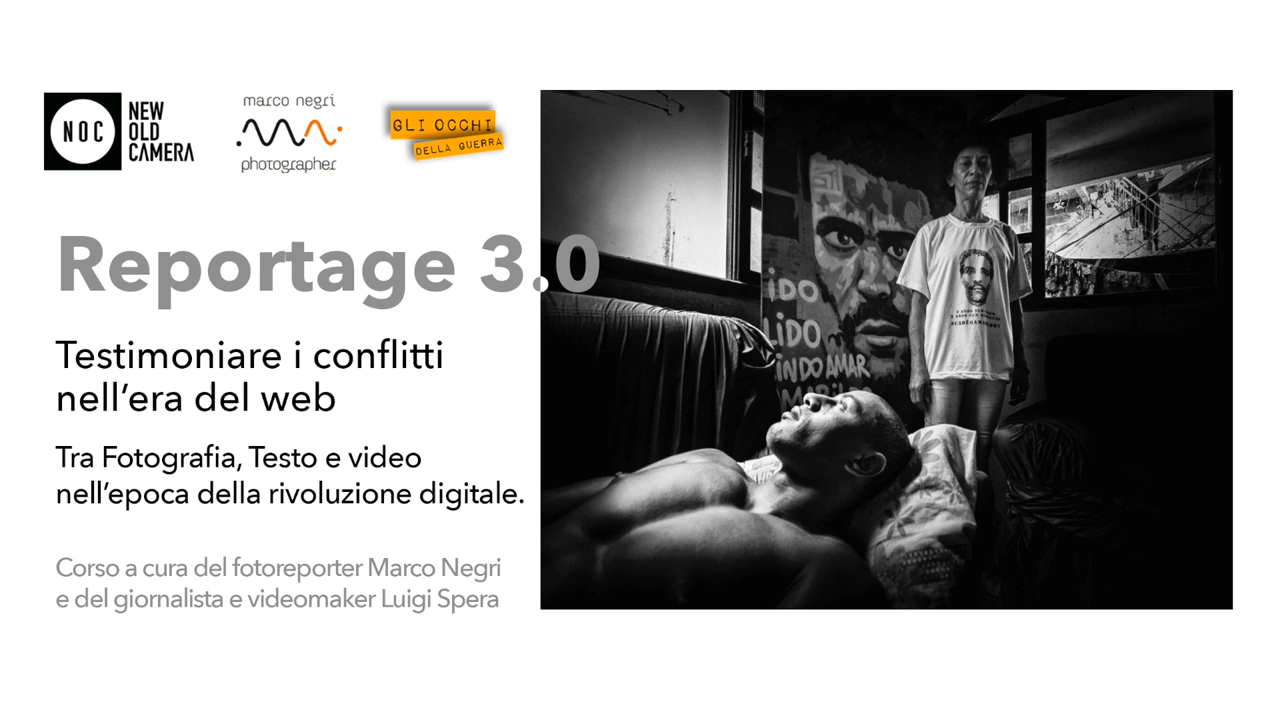 NOC
NEW
OLD
CAMERA
marco negri
photographer
GLI OCCHI
DELLA GUERRA
Reportage 3.0
Testimoniare i conflitti
nell'era del web
Tra Fotografia, Testo e video
nell'epoca della rivoluzione digitale.
Corso a cura del fotoreporter Marco Negri
e del giornalista e videomaker Luigi Spera
IDO
LIDO
INDO AMAR